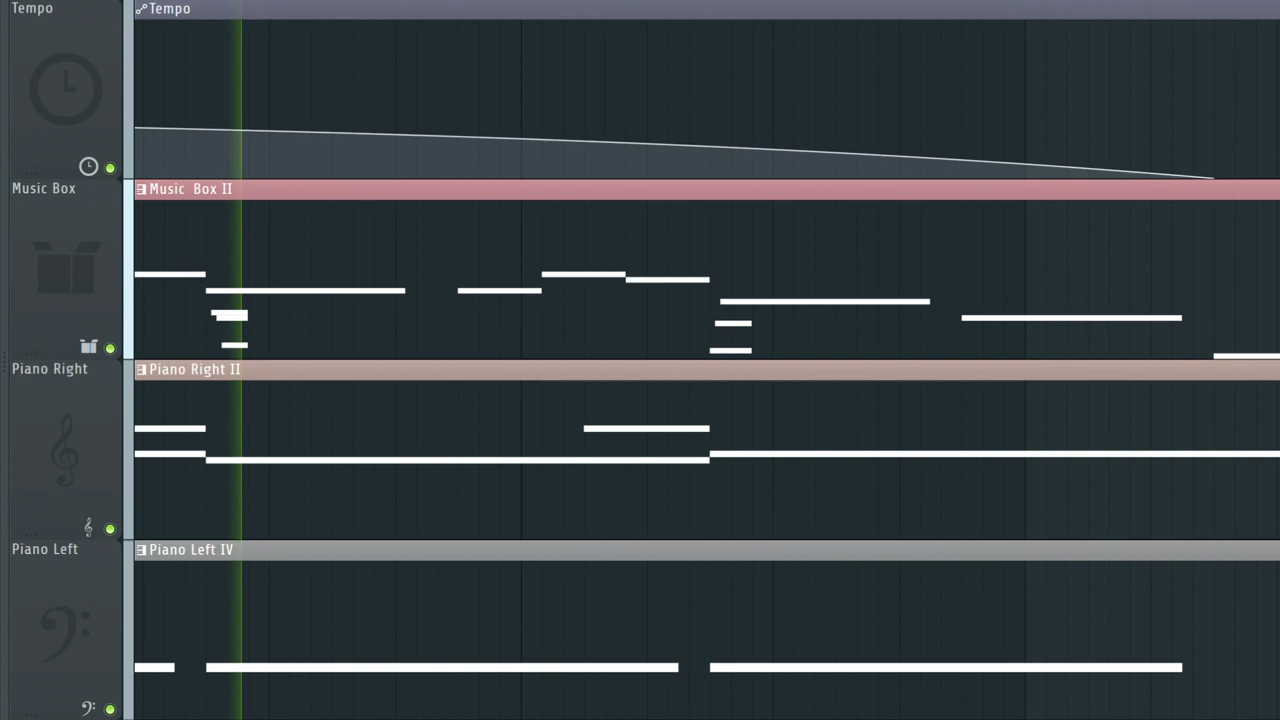 Tempo
Tempo
Music Box
Music Box II
Piano Right
Piano Right II
Piano Left
Piano Left IV